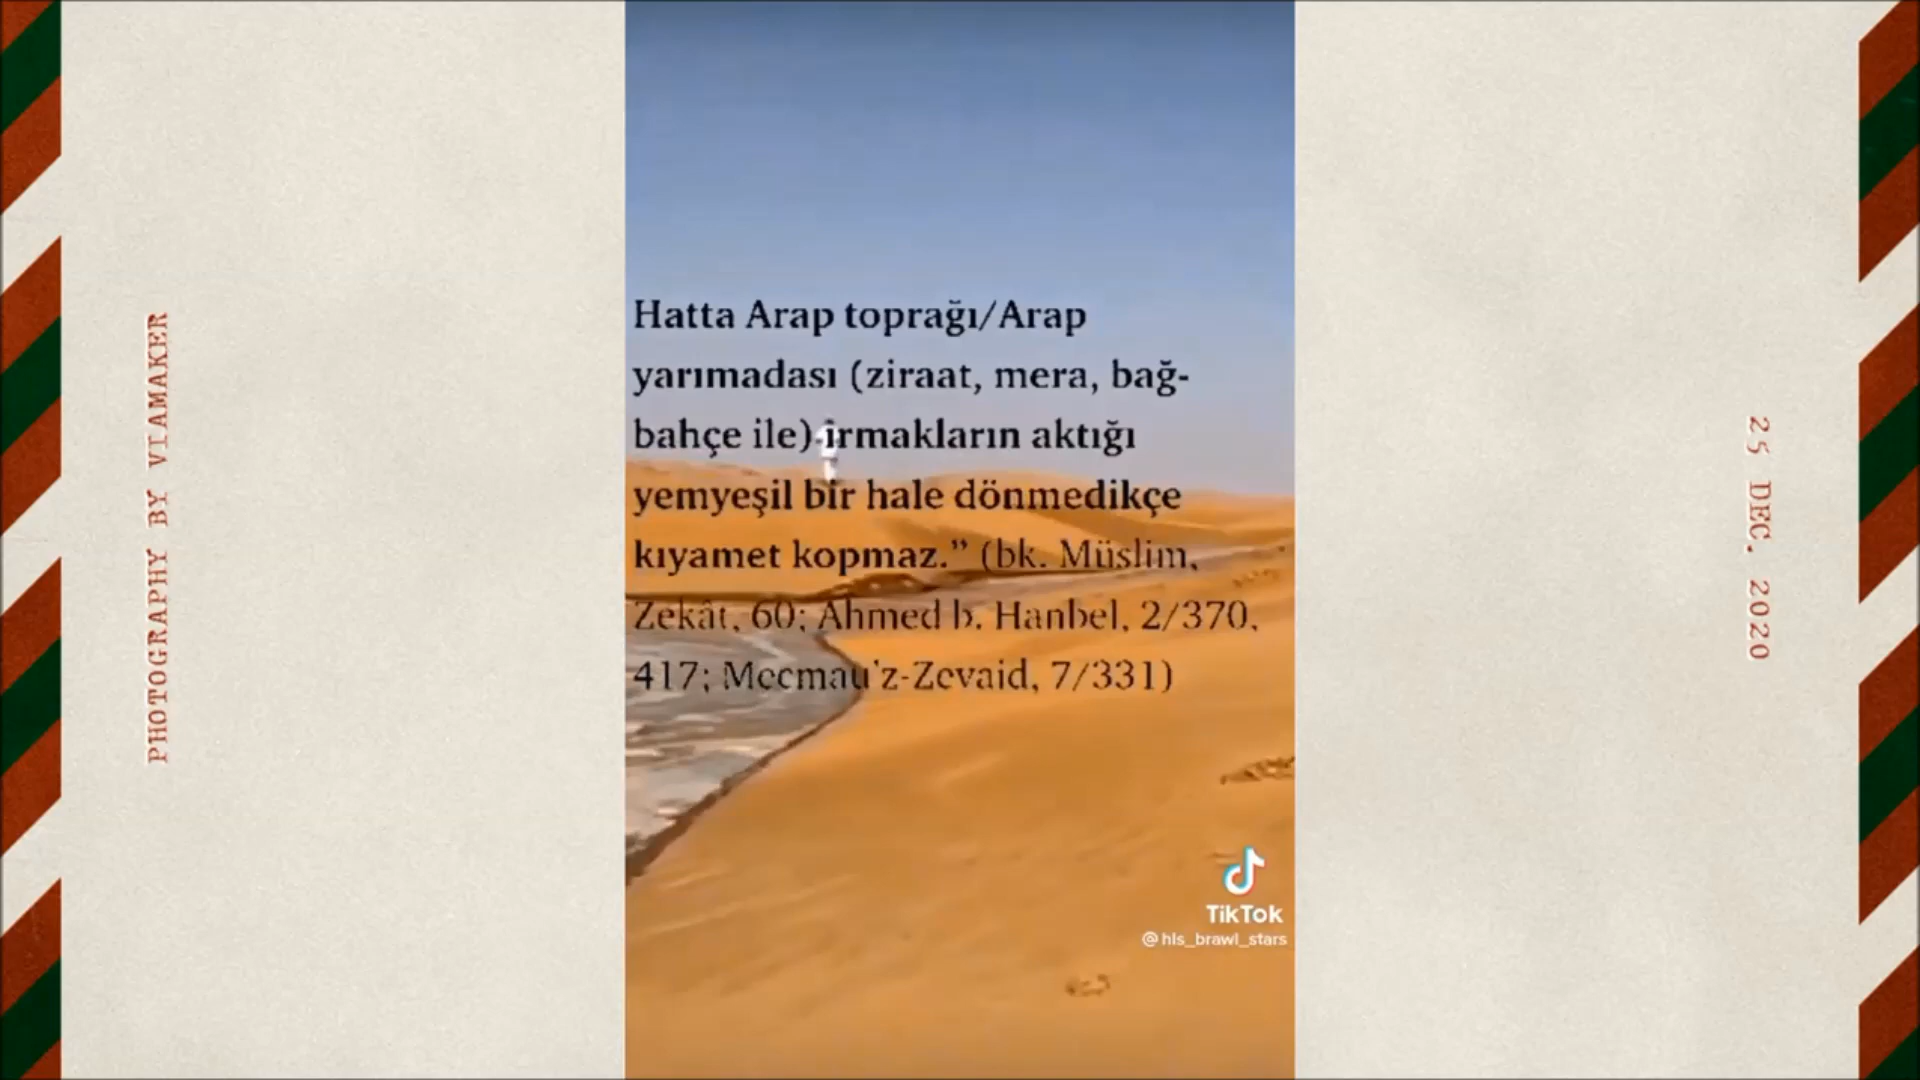 PHOTOGRAPHY BY VIAMAKER
Hatta Arap toprağı/Arap
yarımadası (ziraat, mera, bağ-
bahçe ile) irmakların aktığı
yemyeşil bir hale dönmedikçe
kıyamet kopmaz.” (bk. Müslim,
Zekât, 60; Ahmed b. Hanbel, 2/370,
417; Mecmau'z-Zevaid, 7/331)
TikTok
@hls_brawl_stars
25 DEC. 2020